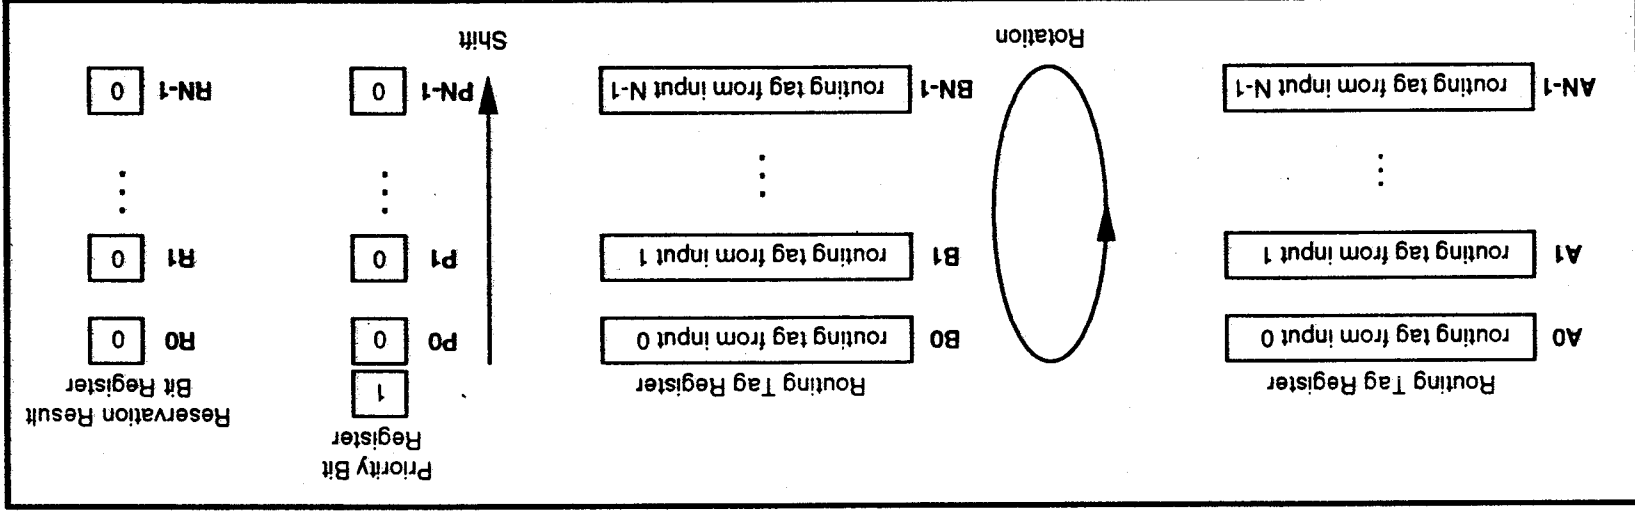 Routing Tag Register
A0 routing tag from input 0
A1 routing tag from input 1
⋮
AN-1 routing tag from input N-1
Rotation
Routing Tag Register
B0 routing tag from input 0
B1 routing tag from input 1
⋮
BN-1 routing tag from input N-1
Shift
Priority Bit
Register
1
P0 0
P1 0
⋮
PN-1 0
Reservation Result
Bit Register
R0 0
R1 0
⋮
RN-1 0